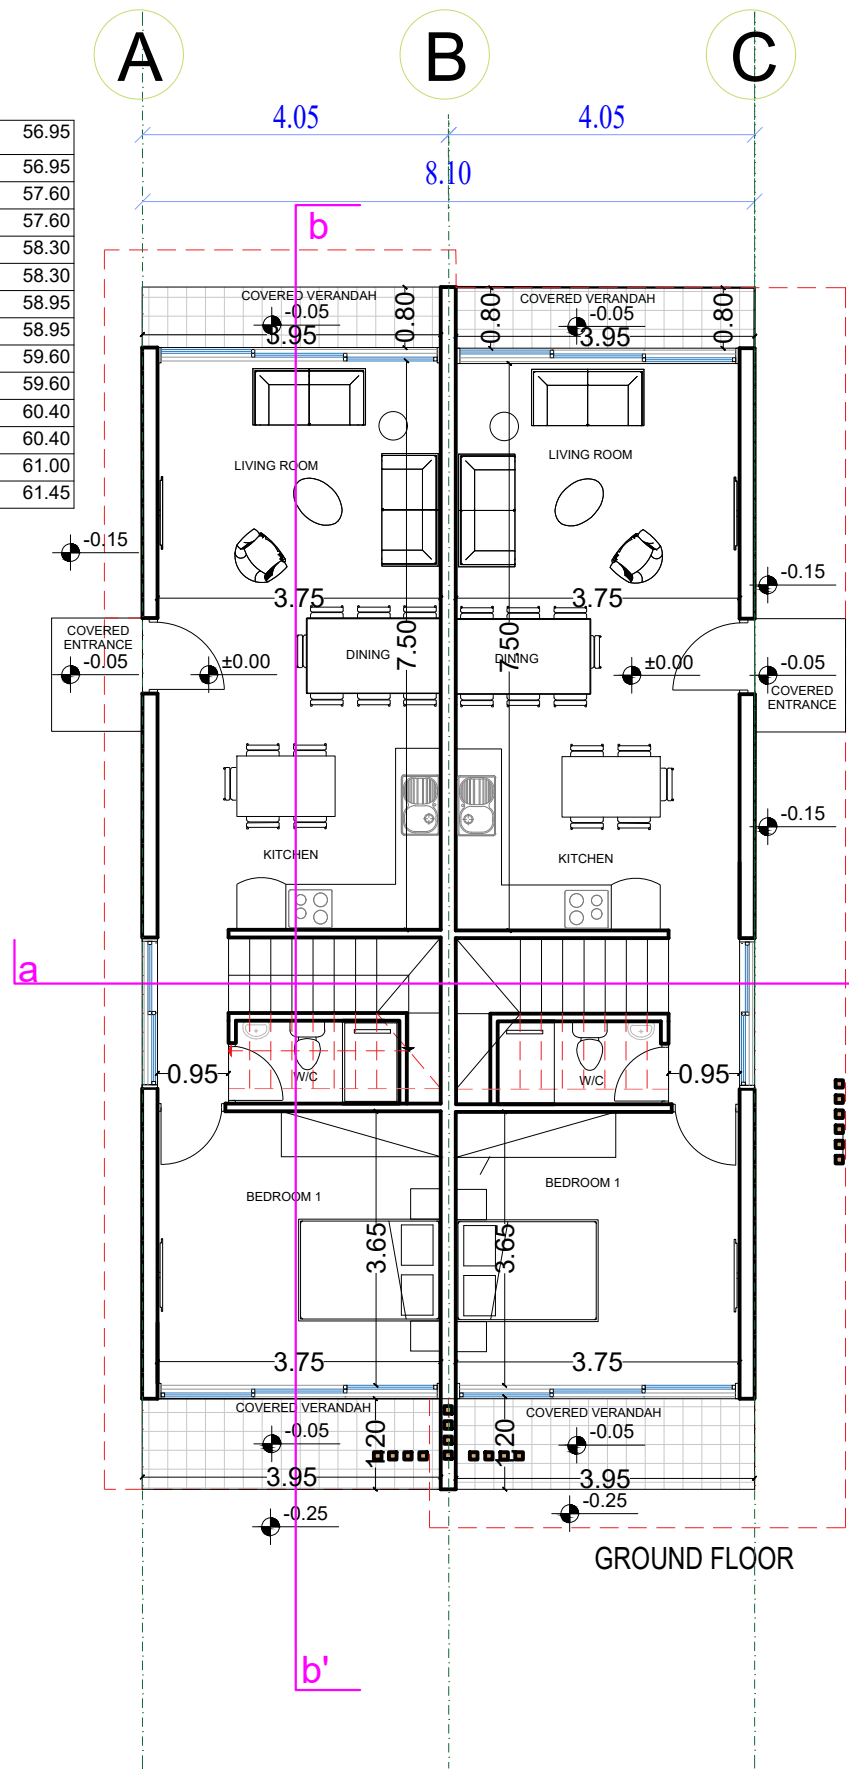 A B C
4.05 4.05
8.10
56.95
56.95
57.60
57.60
58.30
58.30
58.95
58.95
59.60
59.60
60.40
60.40
61.00
61.45
b
COVERED VERANDAH
-0.05
3.95
0.80
0.80
COVERED VERANDAH
-0.05
3.95
0.80
LIVING ROOM
LIVING ROOM
-0.15
-0.15
3.75
3.75
COVERED
ENTRANCE
-0.05
±0.00
DINING
7.50
7.50
DINING
±0.00
-0.05
COVERED
ENTRANCE
-0.15
KITCHEN
KITCHEN
a
0.95
W/C
W/C
0.95
BEDROOM 1
BEDROOM 1
3.65
3.65
3.75
3.75
COVERED VERANDAH
-0.05
1.20
3.95
COVERED VERANDAH
-0.05
1.20
3.95
-0.25
-0.25
GROUND FLOOR
b'